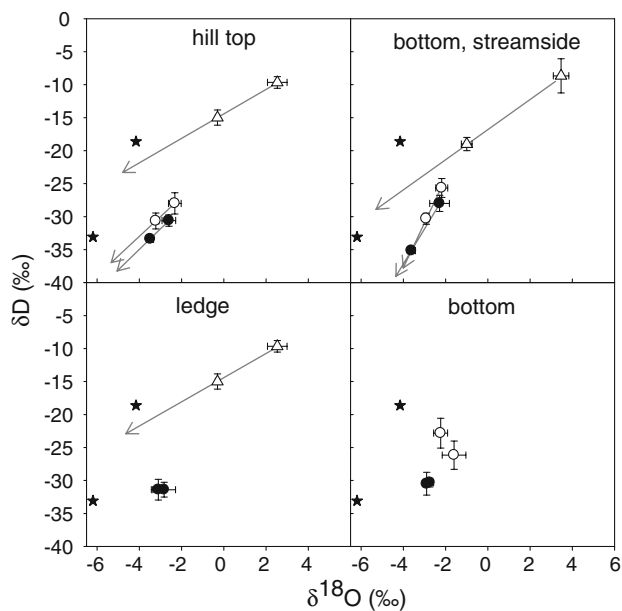 hill top
bottom, streamside
0
-5
-10
-15
-20
-25
-30
-35
-40
ledge
bottom
-5
-10
-15
-20
-25
-30
-35
-40
δD (‰)
-6 -4 -2 0 2 4 -6 -4 -2 0 2 4 6
δ18O (‰)